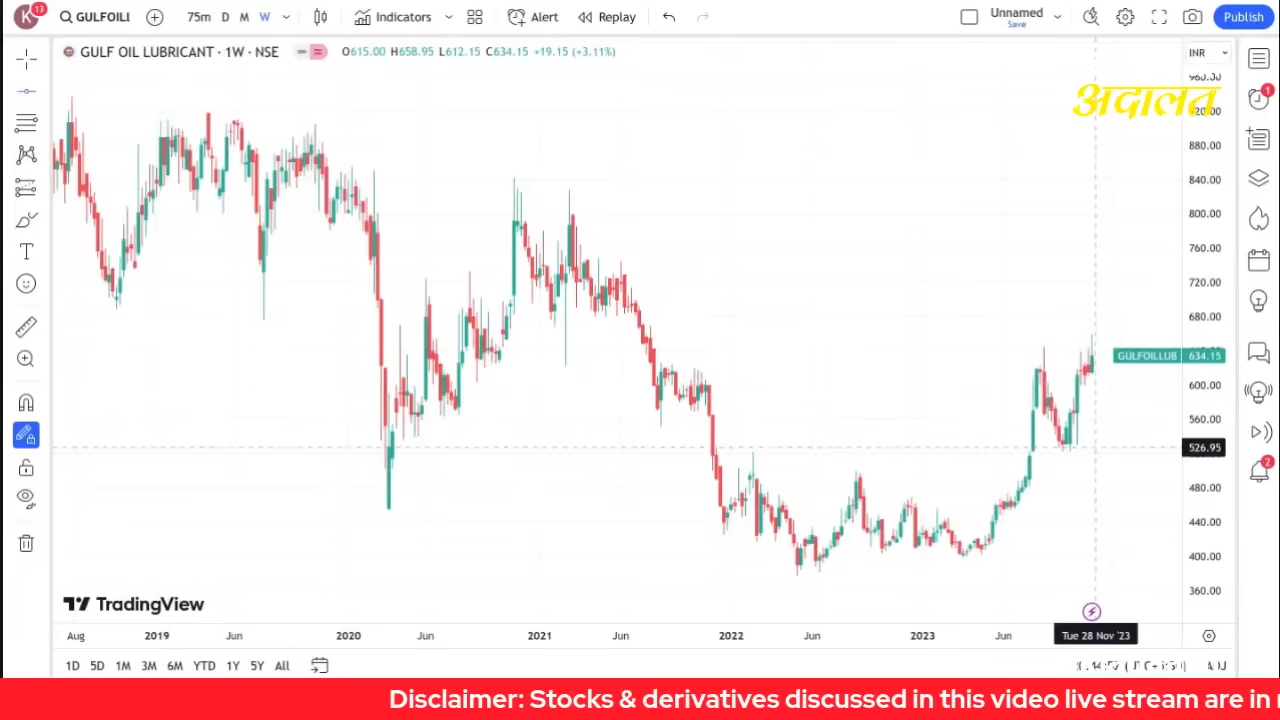 K 13 GULFOILI 75m D M W Indicators Alert Replay Unnamed Save Publish
GULF OIL LUBRICANT · 1W · NSE O615.00 H658.95 L612.15 C634.15 +19.15 (+3.11%) INR
अदालत
1
880.00
840.00
800.00
760.00
720.00
680.00
GULFOILLUB 634.15
600.00
560.00
526.95
2
480.00
440.00
400.00
360.00
TradingView
Aug 2019 Jun 2020 Jun 2021 Jun 2022 Jun 2023 Jun Tue 28 Nov '23
1D 5D 1M 3M 6M YTD 1Y 5Y All
Disclaimer: Stocks & derivatives discussed in this video live stream are in